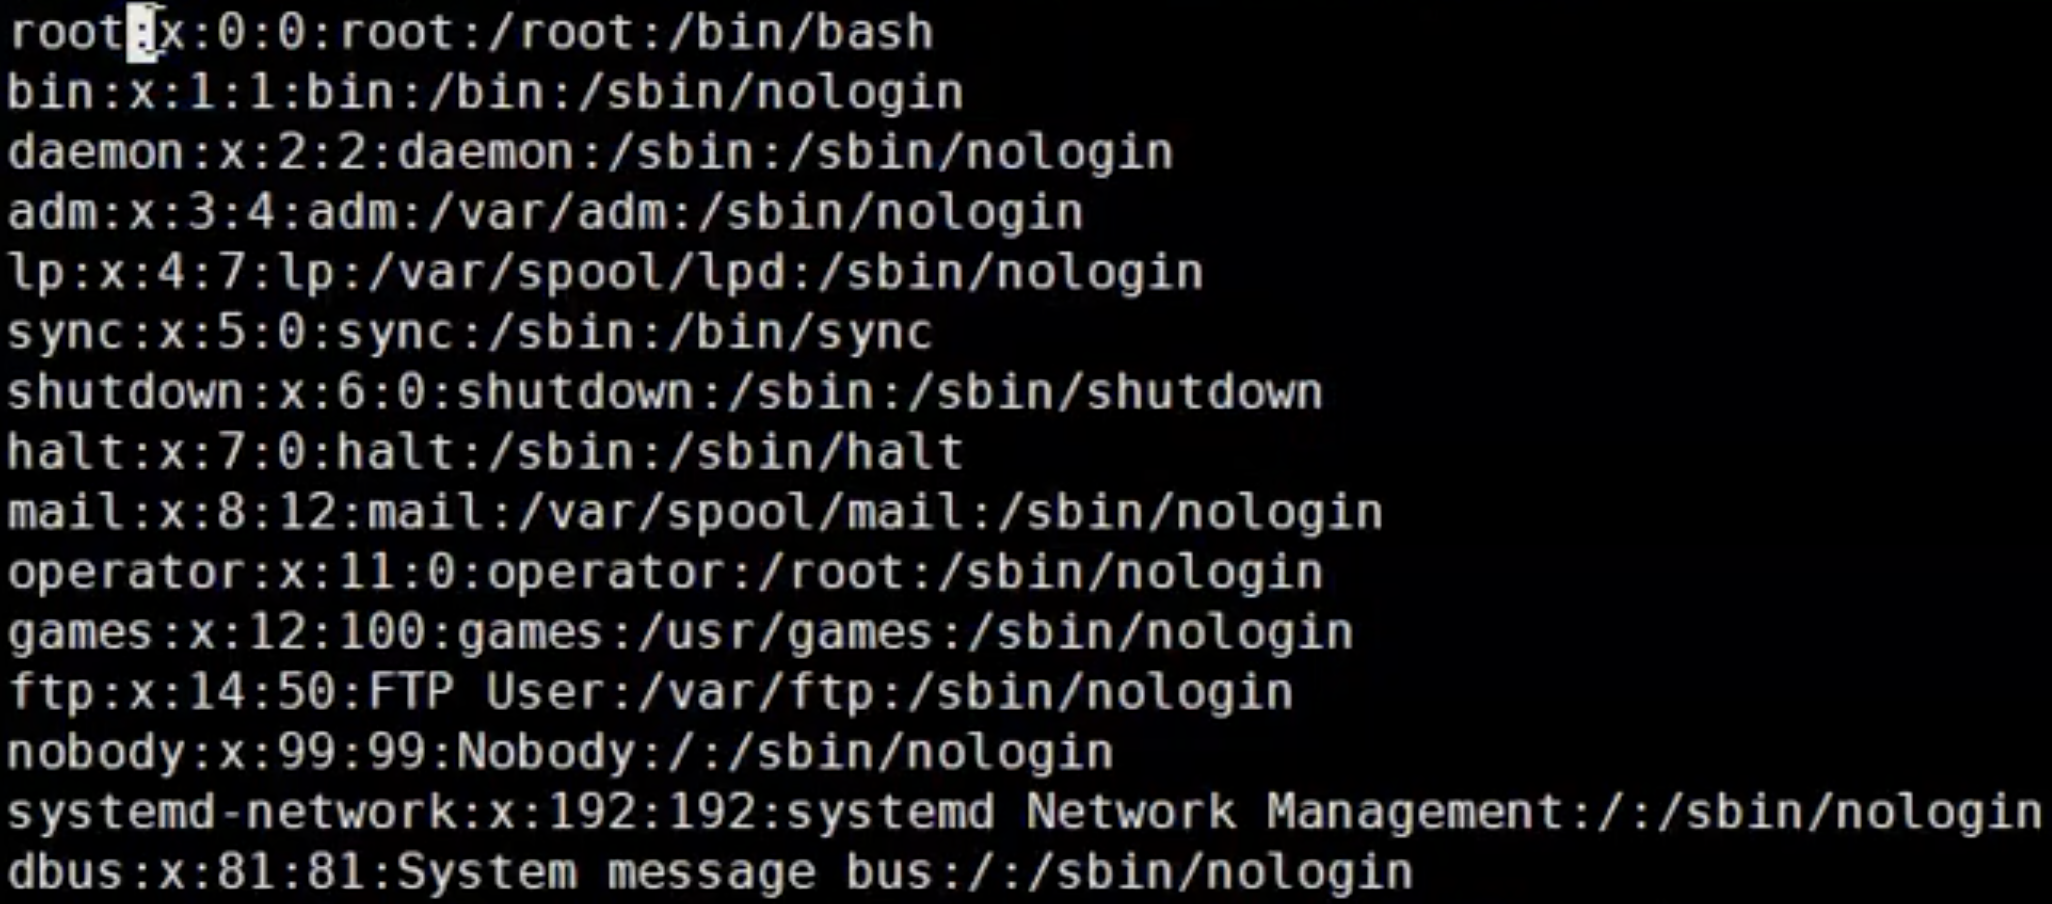 root:x:0:0:root:/root:/bin/bash
bin:x:1:1:bin:/bin:/sbin/nologin
daemon:x:2:2:daemon:/sbin:/sbin/nologin
adm:x:3:4:adm:/var/adm:/sbin/nologin
lp:x:4:7:lp:/var/spool/lpd:/sbin/nologin
sync:x:5:0:sync:/sbin:/bin/sync
shutdown:x:6:0:shutdown:/sbin:/sbin/shutdown
halt:x:7:0:halt:/sbin:/sbin/halt
mail:x:8:12:mail:/var/spool/mail:/sbin/nologin
operator:x:11:0:operator:/root:/sbin/nologin
games:x:12:100:games:/usr/games:/sbin/nologin
ftp:x:14:50:FTP User:/var/ftp:/sbin/nologin
nobody:x:99:99:Nobody:/:/sbin/nologin
systemd-network:x:192:192:systemd Network Management:/:/sbin/nologin
dbus:x:81:81:System message bus:/:/sbin/nologin